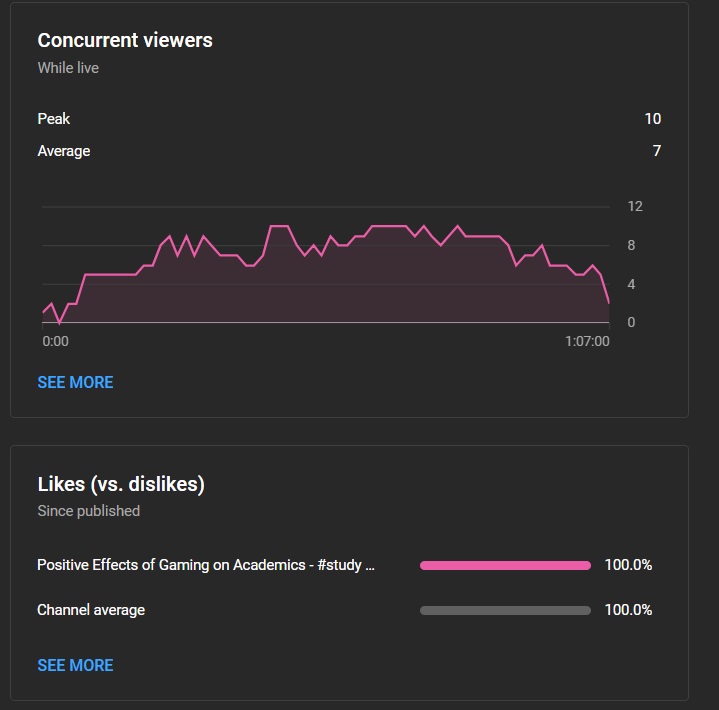 Concurrent viewers
While live
Peak 10
Average 7
12
8
4
0
0:00 1:07:00
SEE MORE
Likes (vs. dislikes)
Since published
Positive Effects of Gaming on Academics - #study ... 100.0%
Channel average 100.0%
SEE MORE